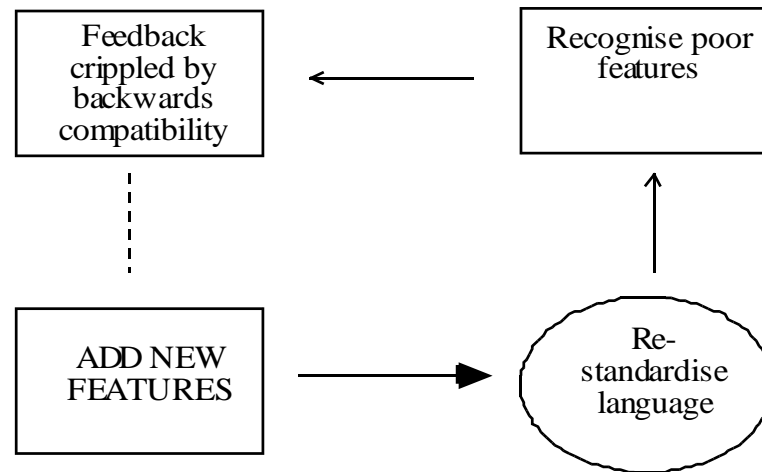 Feedback
crippled by
backwards
compatibility
Recognise poor
features
ADD NEW
FEATURES
Re-
standardise
language